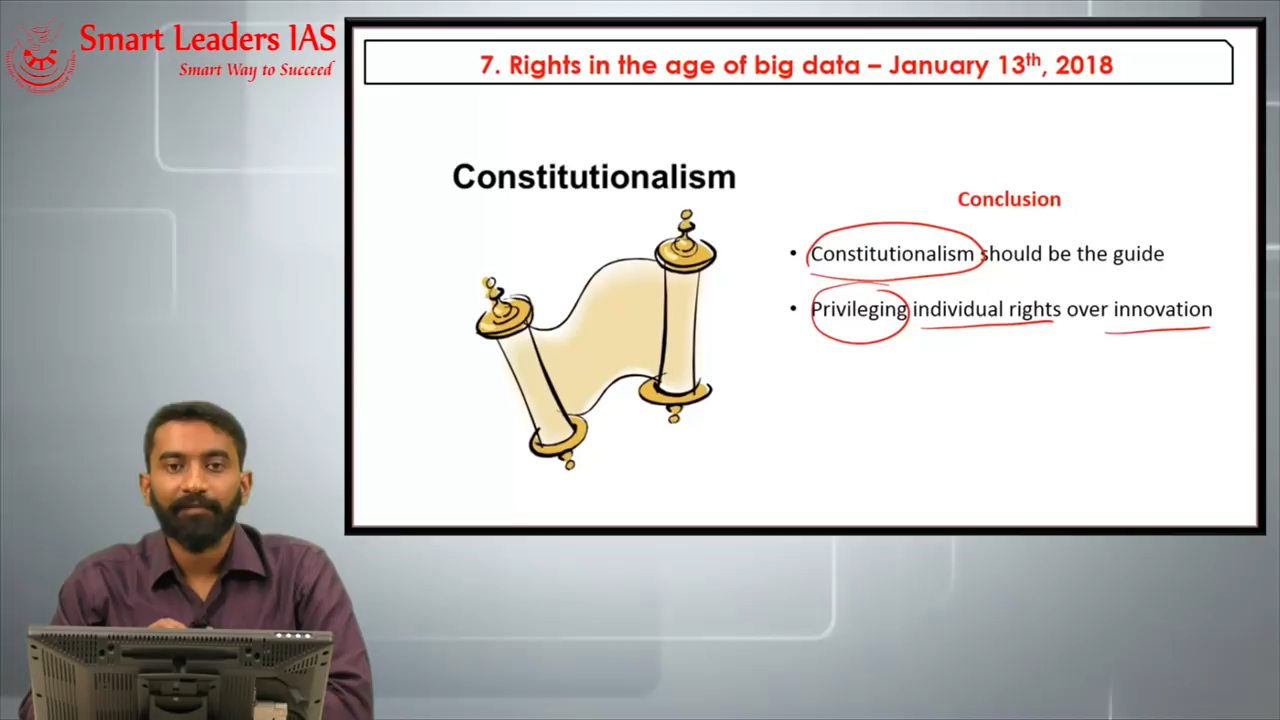 Smart Leaders IAS
Smart Way to Succeed
7. Rights in the age of big data – January 13th, 2018
Constitutionalism
Conclusion
• Constitutionalism should be the guide
• Privileging individual rights over innovation